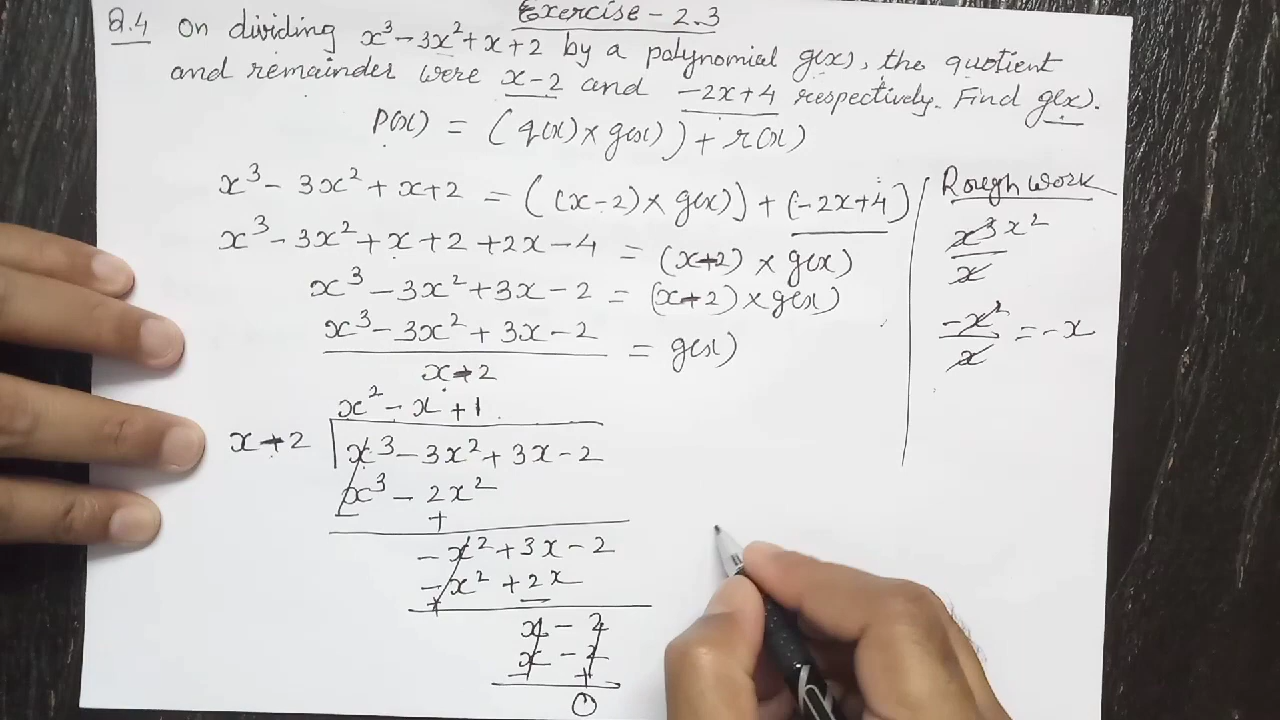 Exercise - 2.3
Q.4 On dividing x³-3x²+x+2 by a polynomial g(x), the quotient
and remainder were x-2 and -2x+4 respectively. Find g(x).
P(x) = (q(x)×g(x))+r(x)
x³-3x²+x+2 = ((x-2)×g(x))+(-2x+4)
x³-3x²+x+2+2x-4 = (x-2)×g(x)
x³-3x²+3x-2 = (x-2)×g(x)
x³-3x²+3x-2 = g(x)
x-2
x²-x+1
x-2 x³-3x²+3x-2
x³-2x²
- +
-x²+3x-2
-x²+2x
+ -
x-2
x-2
- +
0
Rough work
x³ x²
x
-x² = -x
x